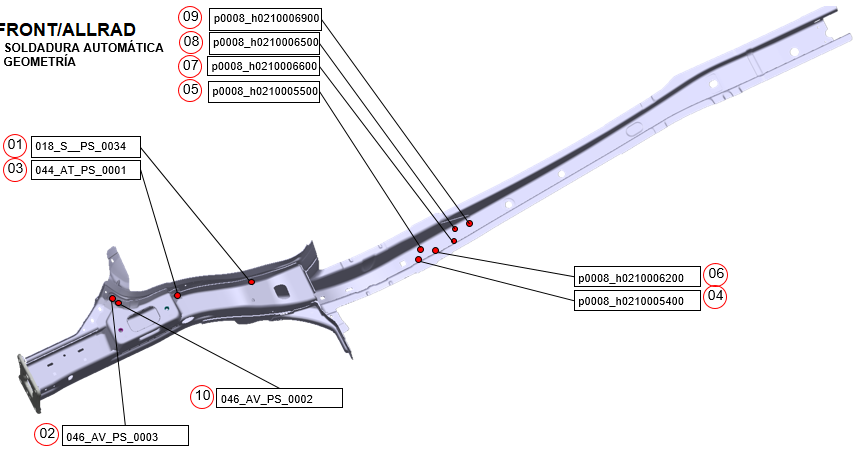 FRONT/ALLRAD
SOLDADURA AUTOMÁTICA
GEOMETRÍA
09 p0008_h0210006900
08 p0008_h0210006500
07 p0008_h0210006600
05 p0008_h0210005500
01 018_S__PS_0034
03 044_AT_PS_0001
p0008_h0210006200 06
p0008_h0210005400 04
10 046_AV_PS_0002
02 046_AV_PS_0003